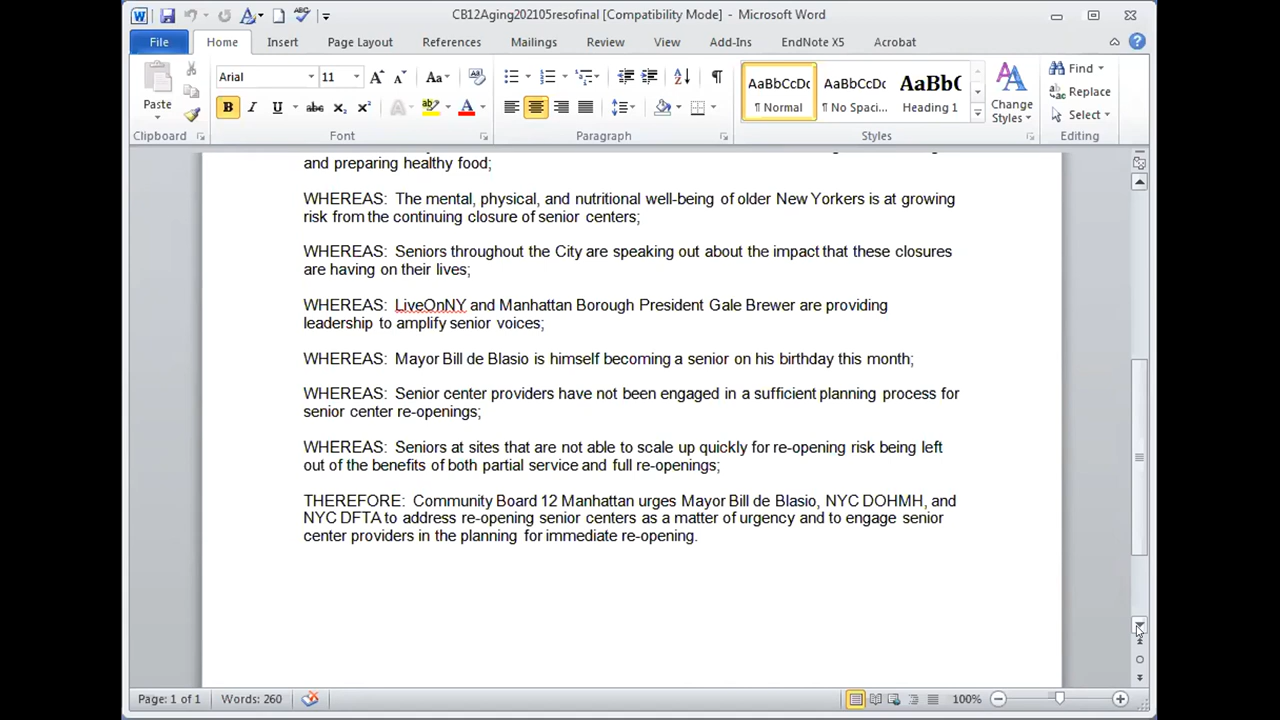 CB12Aging202105resofinal [Compatibility Mode] - Microsoft Word
File Home Insert Page Layout References Mailings Review View Add-Ins EndNote X5 Acrobat
Paste
Clipboard
Arial 11
Font
Paragraph
AaBbCcDc AaBbCcDc AaBbC
¶ Normal ¶ No Spaci... Heading 1
Styles
Change Styles
Find
Replace
Select
Editing
and preparing healthy food;
WHEREAS: The mental, physical, and nutritional well-being of older New Yorkers is at growing
risk from the continuing closure of senior centers;
WHEREAS: Seniors throughout the City are speaking out about the impact that these closures
are having on their lives;
WHEREAS: LiveOnNY and Manhattan Borough President Gale Brewer are providing
leadership to amplify senior voices;
WHEREAS: Mayor Bill de Blasio is himself becoming a senior on his birthday this month;
WHEREAS: Senior center providers have not been engaged in a sufficient planning process for
senior center re-openings;
WHEREAS: Seniors at sites that are not able to scale up quickly for re-opening risk being left
out of the benefits of both partial service and full re-openings;
THEREFORE: Community Board 12 Manhattan urges Mayor Bill de Blasio, NYC DOHMH, and
NYC DFTA to address re-opening senior centers as a matter of urgency and to engage senior
center providers in the planning for immediate re-opening.
Page: 1 of 1 Words: 260 100%